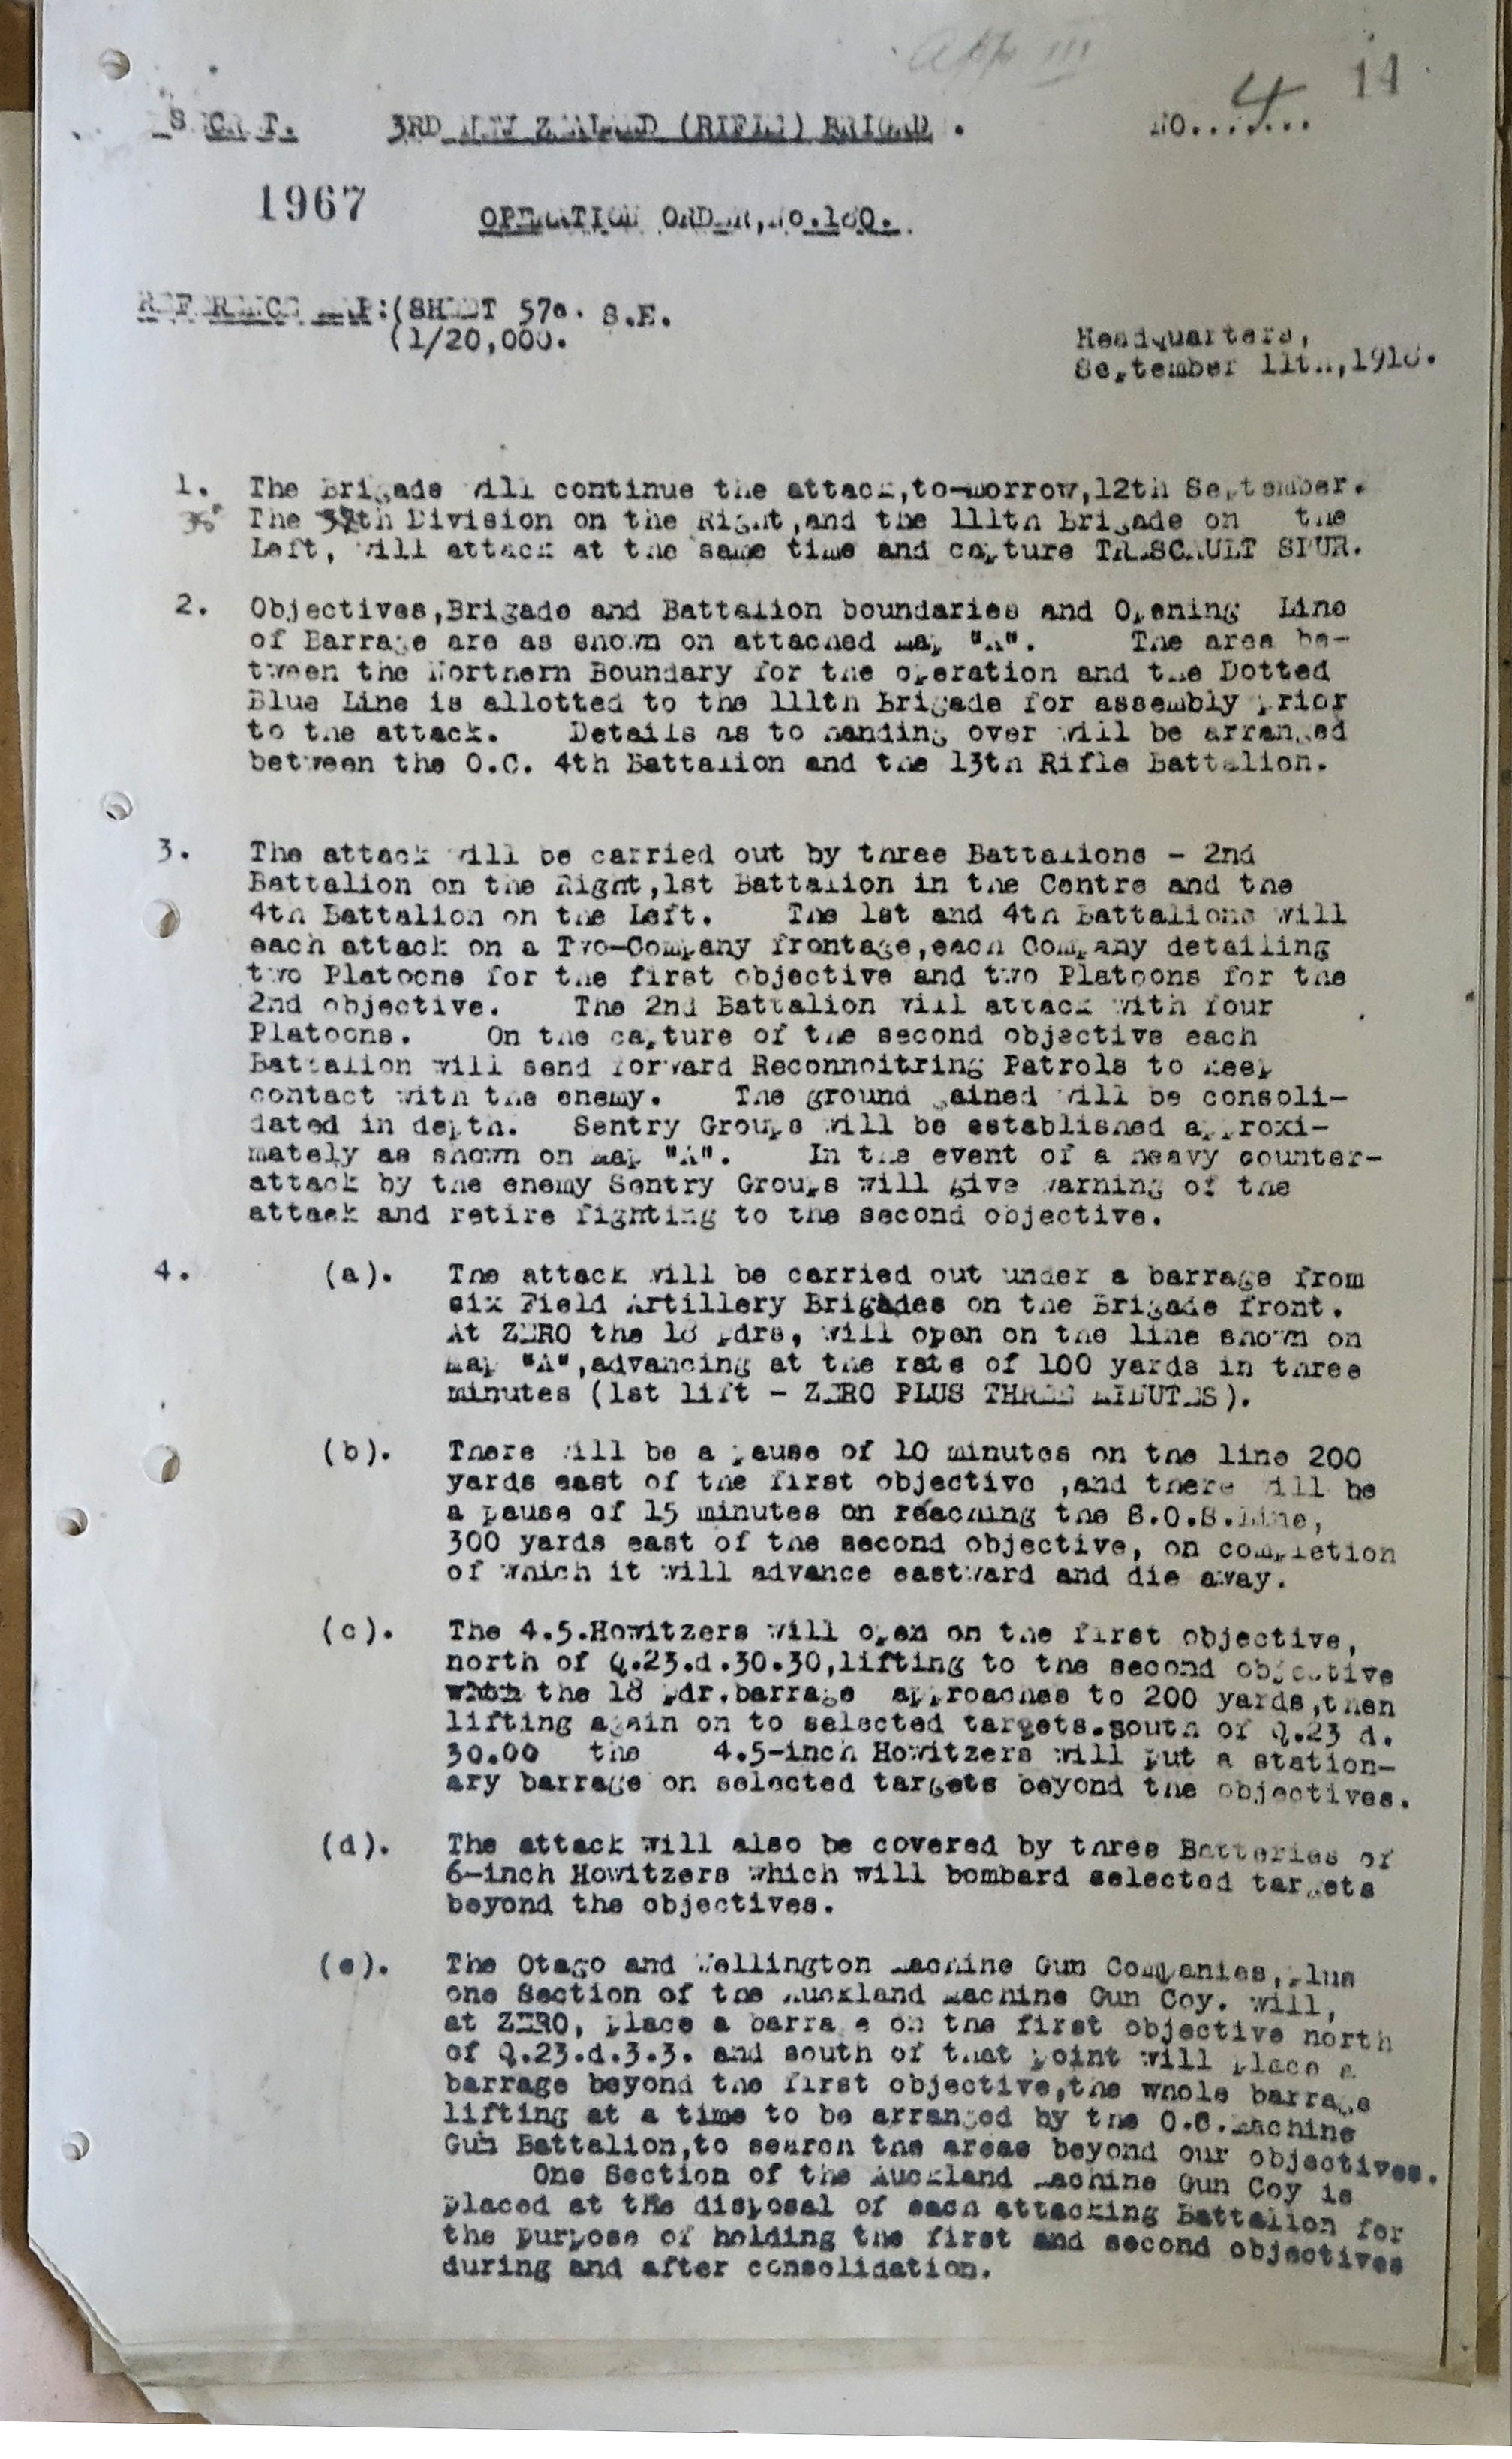 App III
14
SECRET. 3RD NEW ZEALAND (RIFLE) BRIGADE. NO...4...
1967
OPERATION ORDER, No.180.
REFERENCE MAP:(SHEET 57c. S.E.
(1/20,000.
Headquarters,
September 11th,1918.
1. The Brigade will continue the attack,to-morrow,12th September.
The th Division on the Right,and the 111th Brigade on the
Left, will attack at the same time and capture TRESCAULT SPUR.
2. Objectives,Brigade and Battalion boundaries and Opening Line
of Barrage are as shown on attached Map "A". The area be-
tween the Northern Boundary for the operation and the Dotted
Blue Line is allotted to the 111th Brigade for assembly prior
to the attack. Details as to handing over will be arranged
between the O.C. 4th Battalion and the 13th Rifle Battalion.
3. The attack will be carried out by three Battalions - 2nd
Battalion on the Right,1st Battalion in the Centre and the
4th Battalion on the Left. The 1st and 4th Battalions will
each attack on a Two-Company frontage,each Company detailing
two Platoons for the first objective and two Platoons for the
2nd objective. The 2nd Battalion will attack with four
Platoons. On the capture of the second objective each
Battalion will send forward Reconnoitring Patrols to keep
contact with the enemy. The ground gained will be consoli-
dated in depth. Sentry Groups will be established approxi-
mately as shown on Map "A". In the event of a heavy counter-
attack by the enemy Sentry Groups will give warning of the
attack and retire fighting to the second objective.
4. (a). The attack will be carried out under a barrage from
six Field Artillery Brigades on the Brigade front.
At ZERO the 18 pdrs, will open on the line shown on
Map "A",advancing at the rate of 100 yards in three
minutes (1st lift - ZERO PLUS THREE MINUTES).
(b). There will be a pause of 10 minutes on the line 200
yards east of the first objective ,and there will be
a pause of 15 minutes on reaching the S.O.S.Line,
300 yards east of the second objective, on completion
of which it will advance eastward and die away.
(c). The 4.5.Howitzers will open on the first objective,
north of Q.23.d.30.30,lifting to the second objective
when the 18 pdr.barrage approaches to 200 yards,then
lifting again on to selected targets.south of Q.23 d.
30.00 the 4.5-inch Howitzers will put a station-
ary barrage on selected targets beyond the objectives.
(d). The attack will also be covered by three Batteries of
6-inch Howitzers which will bombard selected targets
beyond the objectives.
(e). The Otago and Wellington Machine Gun Companies,plus
one Section of the Auckland Machine Gun Coy. will,
at ZERO, place a barrage on the first objective north
of Q.23.d.3.3. and south of that point will place a
barrage beyond the first objective,the whole barrage
lifting at a time to be arranged by the O.C.Machine
Gun Battalion,to search the areas beyond our objectives.
One Section of the Auckland Machine Gun Coy is
placed at the disposal of each attacking Battalion for
the purpose of holding the first and second objectives
during and after consolidation.